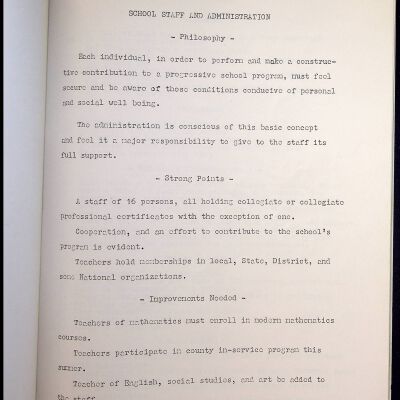 SCHOOL STAFF AND ADMINISTRATION
- Philosophy -
Each individual, in order to perform and make a construc-
tive contribution to a progressive school program, must feel
secure and be aware of those conditions conducive of personal
and social well being.
The administration is conscious of this basic concept
and feel it a major responsibility to give to the staff its
full support.
- Strong Points -
A staff of 16 persons, all holding collegiate or collegiate
professional certificates with the exception of one.
Cooperation, and an effort to contribute to the school's
program is evident.
Teachers hold memberships in local, State, District, and
some National organizations.
- Improvements Needed -
Teachers of mathematics must enroll in modern mathematics
courses.
Teachers participate in county in-service program this
summer.
Teacher of English, social studies, and art be added to
the staff